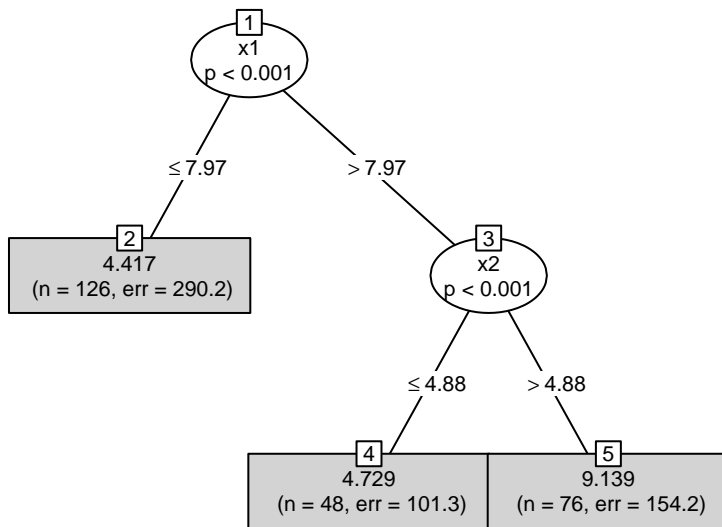 1
x1
p < 0.001
≤ 7.97
> 7.97
2
4.417
(n = 126, err = 290.2)
3
x2
p < 0.001
≤ 4.88
> 4.88
4
4.729
(n = 48, err = 101.3)
5
9.139
(n = 76, err = 154.2)